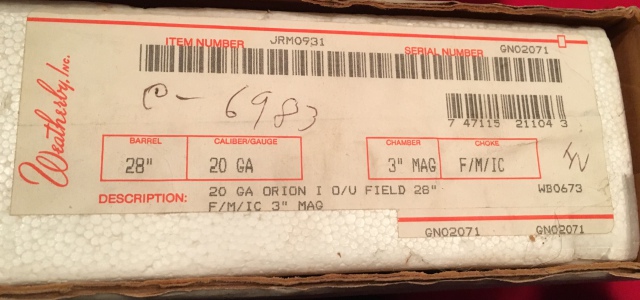 Weatherby, Inc.
ITEM NUMBER JRM0931 SERIAL NUMBER GN02071
C- 6983
7 47115 21104 3
BARREL CALIBER/GAUGE CHAMBER CHOKE
28" 20 GA 3" MAG F/M/IC
DESCRIPTION: 20 GA ORION I O/U FIELD 28" WB0673
F/M/IC 3" MAG
GN02071 GN02071